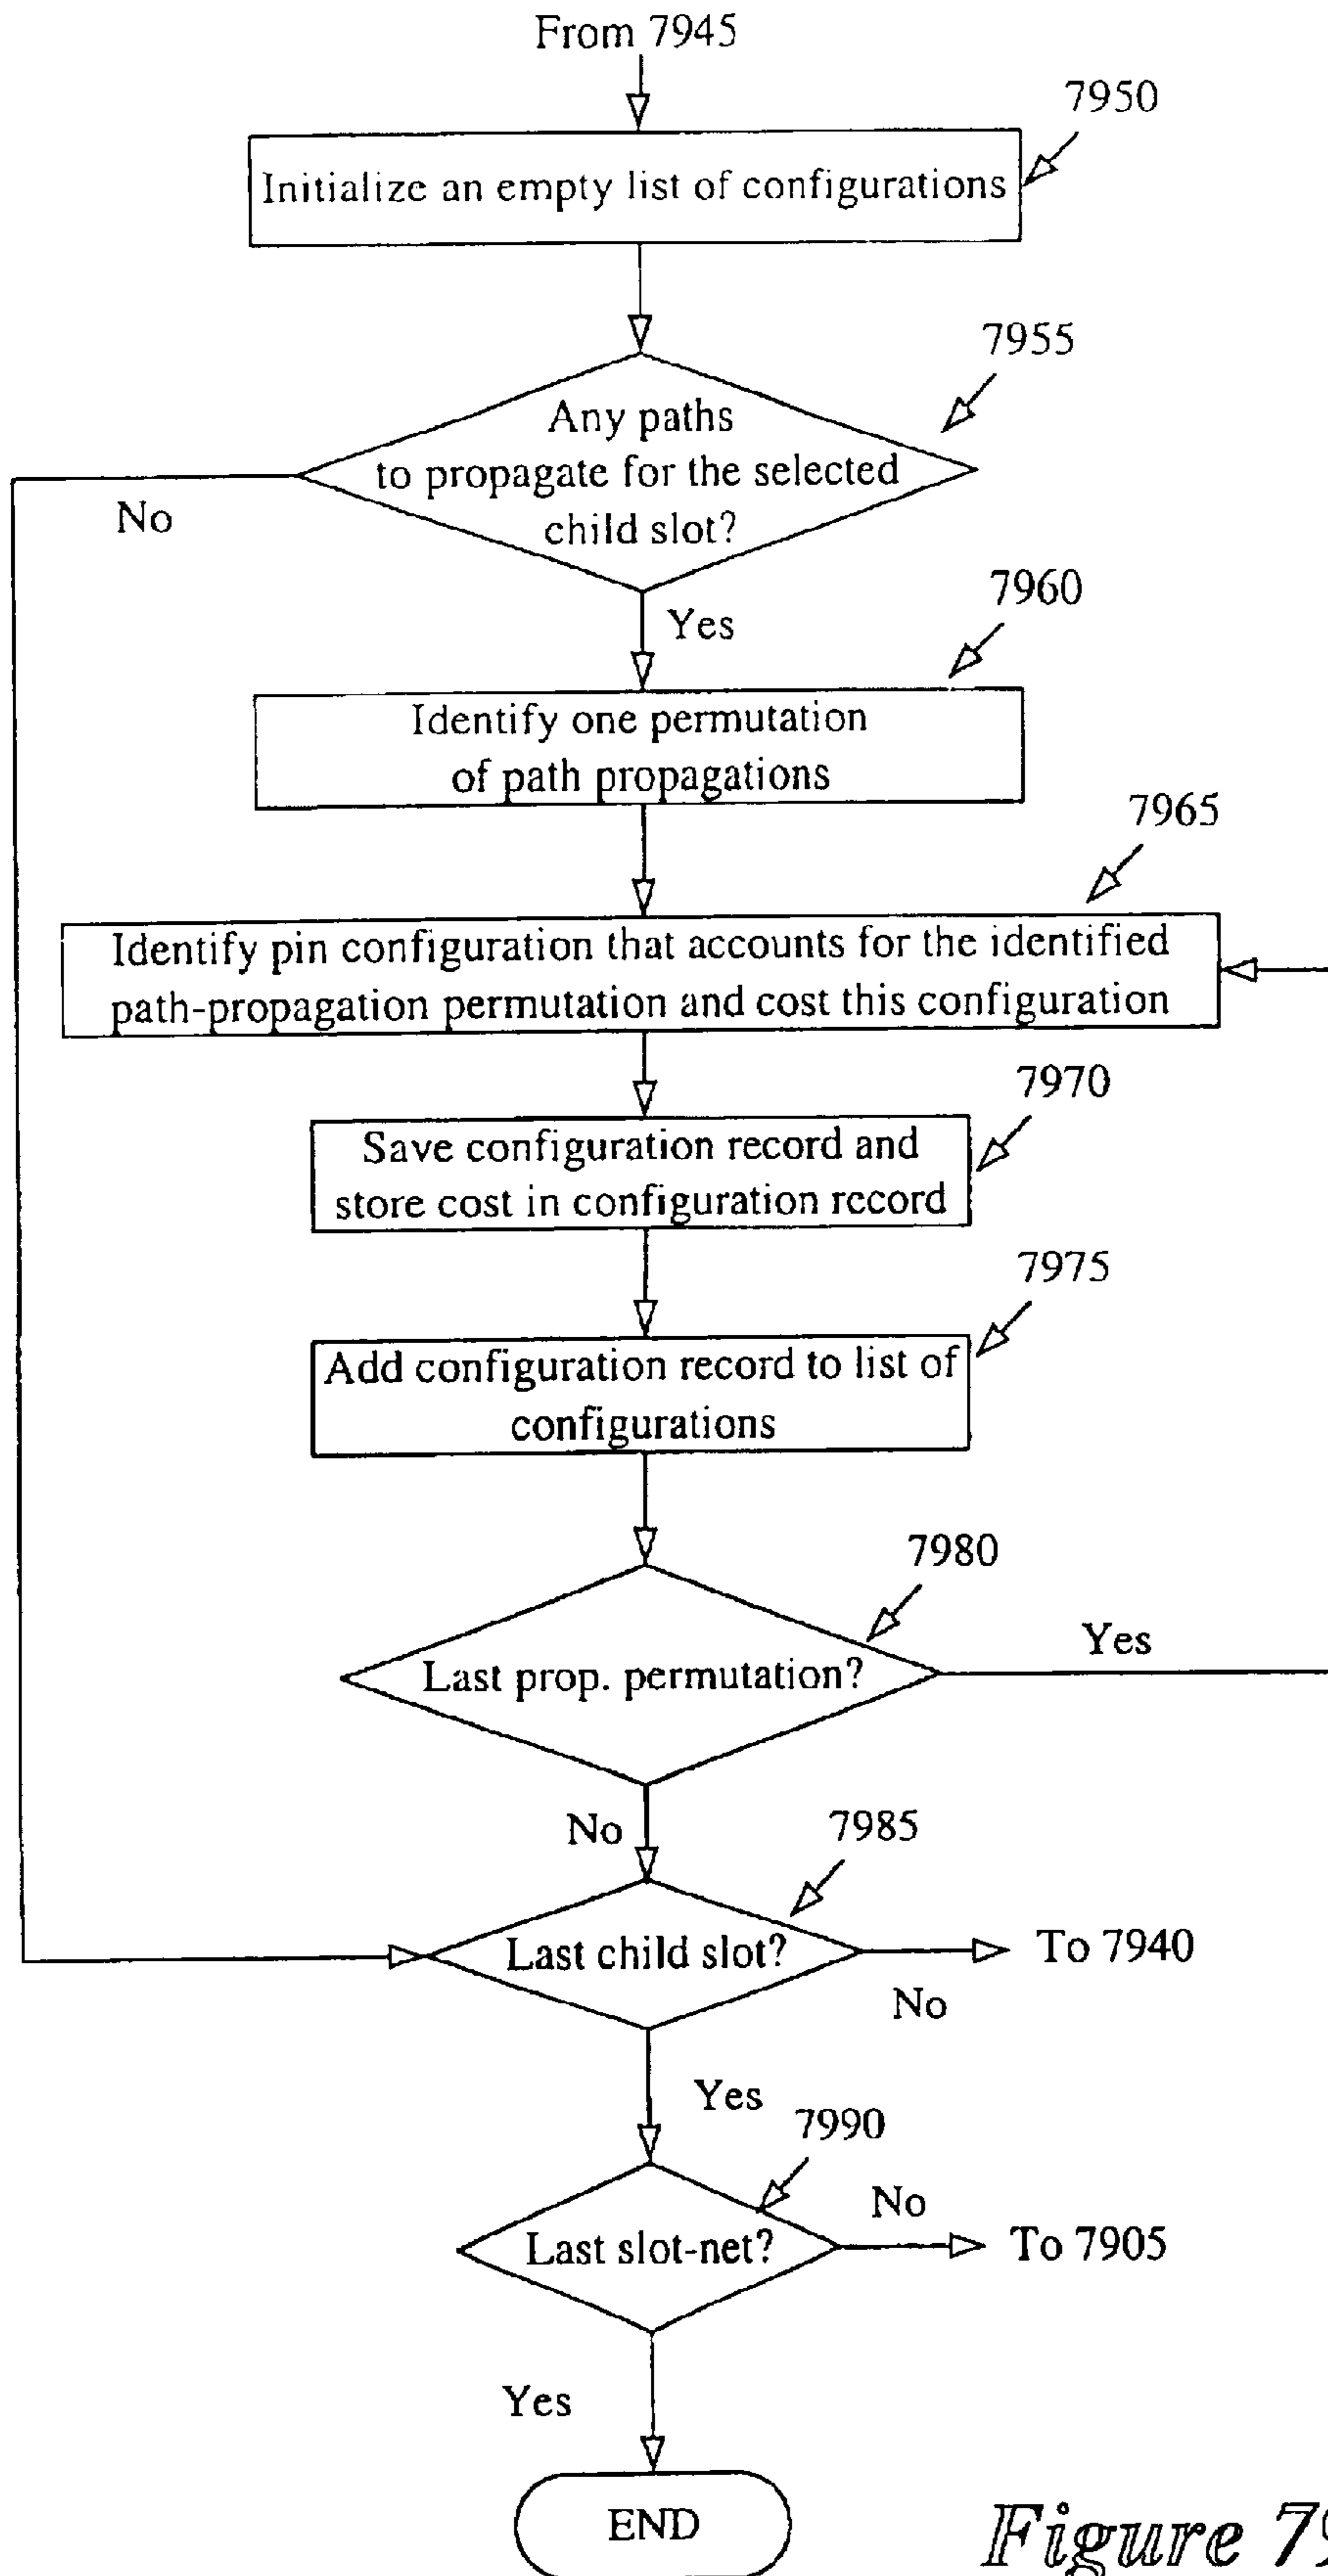 From 7945
7950
Initialize an empty list of configurations
7955
Any paths
to propagate for the selected
child slot?
No
7960
Yes
Identify one permutation
of path propagations
7965
Identify pin configuration that accounts for the identified
path-propagation permutation and cost this configuration
7970
Save configuration record and
store cost in configuration record
7975
Add configuration record to list of
configurations
7980
Last prop. permutation?
Yes
No
7985
Last child slot?
To 7940
No
Yes
7990
Last slot-net?
No
To 7905
Yes
END
Figure 79